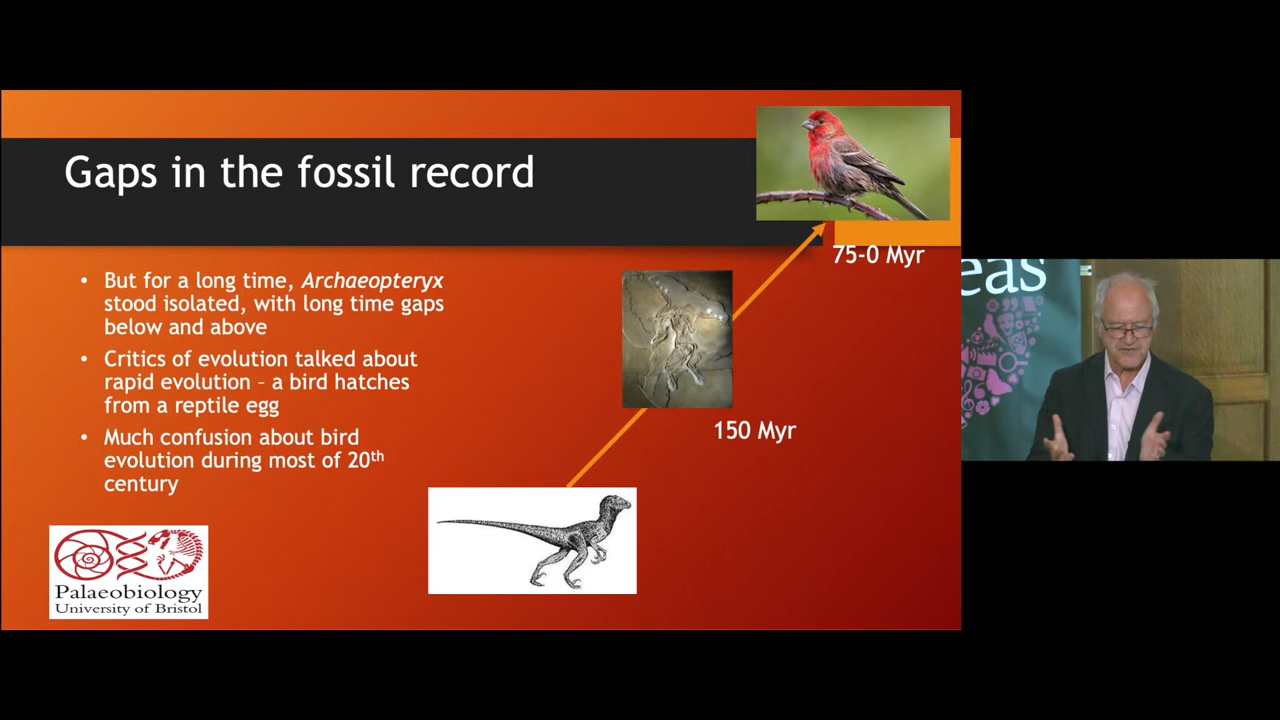 Gaps in the fossil record
75-0 Myr
• But for a long time, Archaeopteryx
stood isolated, with long time gaps
below and above
• Critics of evolution talked about
rapid evolution – a bird hatches
from a reptile egg
• Much confusion about bird
evolution during most of 20th
century
150 Myr
Palaeobiology
University of Bristol
eas